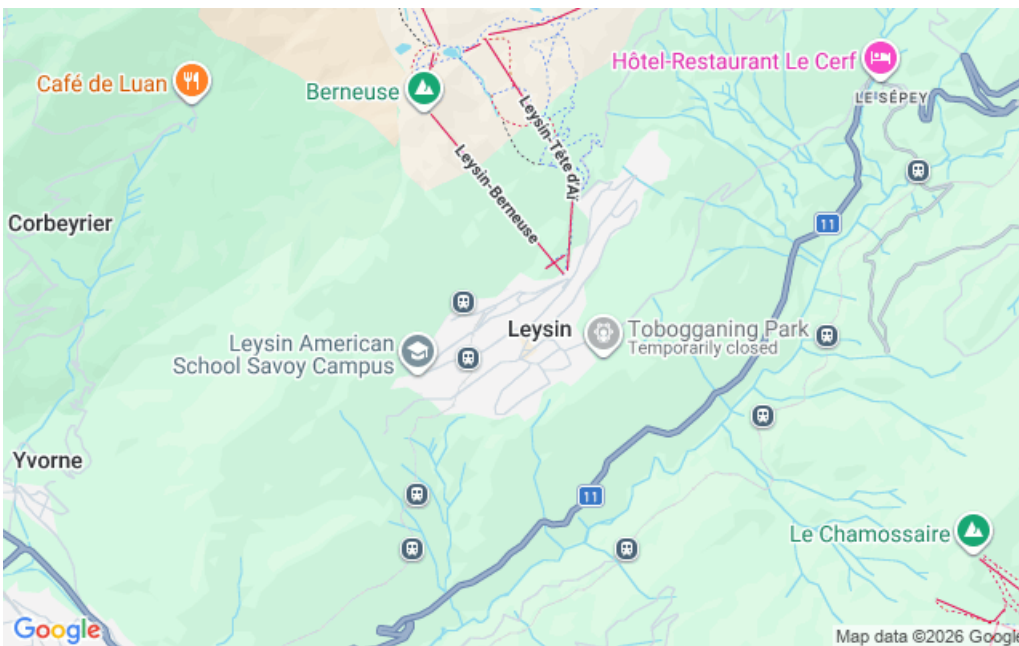 Café de Luan
Berneuse
Hôtel-Restaurant Le Cerf
LE SÉPEY
Leysin-Tête d'Aï
Leysin-Berneuse
Corbeyrier
11
Leysin
Tobogganing Park
Temporarily closed
Leysin American
School Savoy Campus
Yvorne
11
Le Chamossaire
Google
Map data ©2026 Google